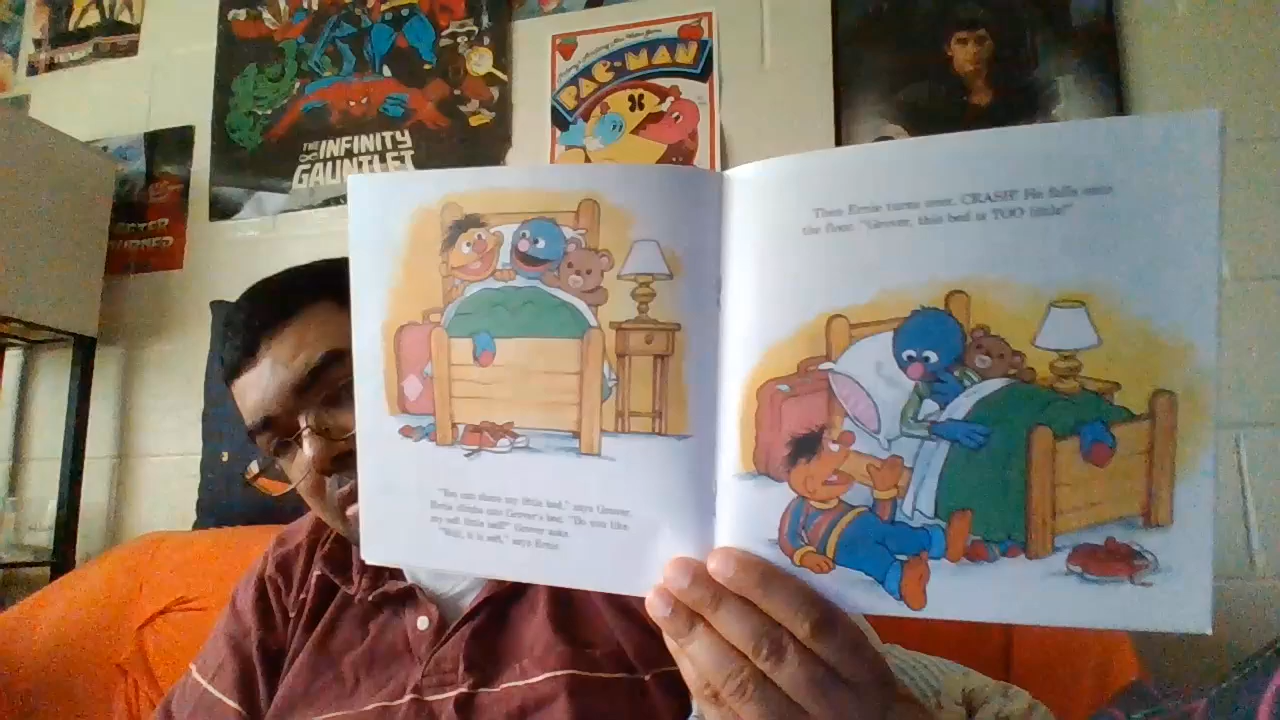 THE INFINITY
GAUNTLET
PAC-MAN
"You can share my little bed," says Grover.
Ernie climbs into Grover's bed. "Do you like
my soft little self?" Grover asks.
"Well, it is soft," says Ernie.
Then Ernie turns over. CRASH! He falls onto
the floor. "Grover, this bed is TOO little!"